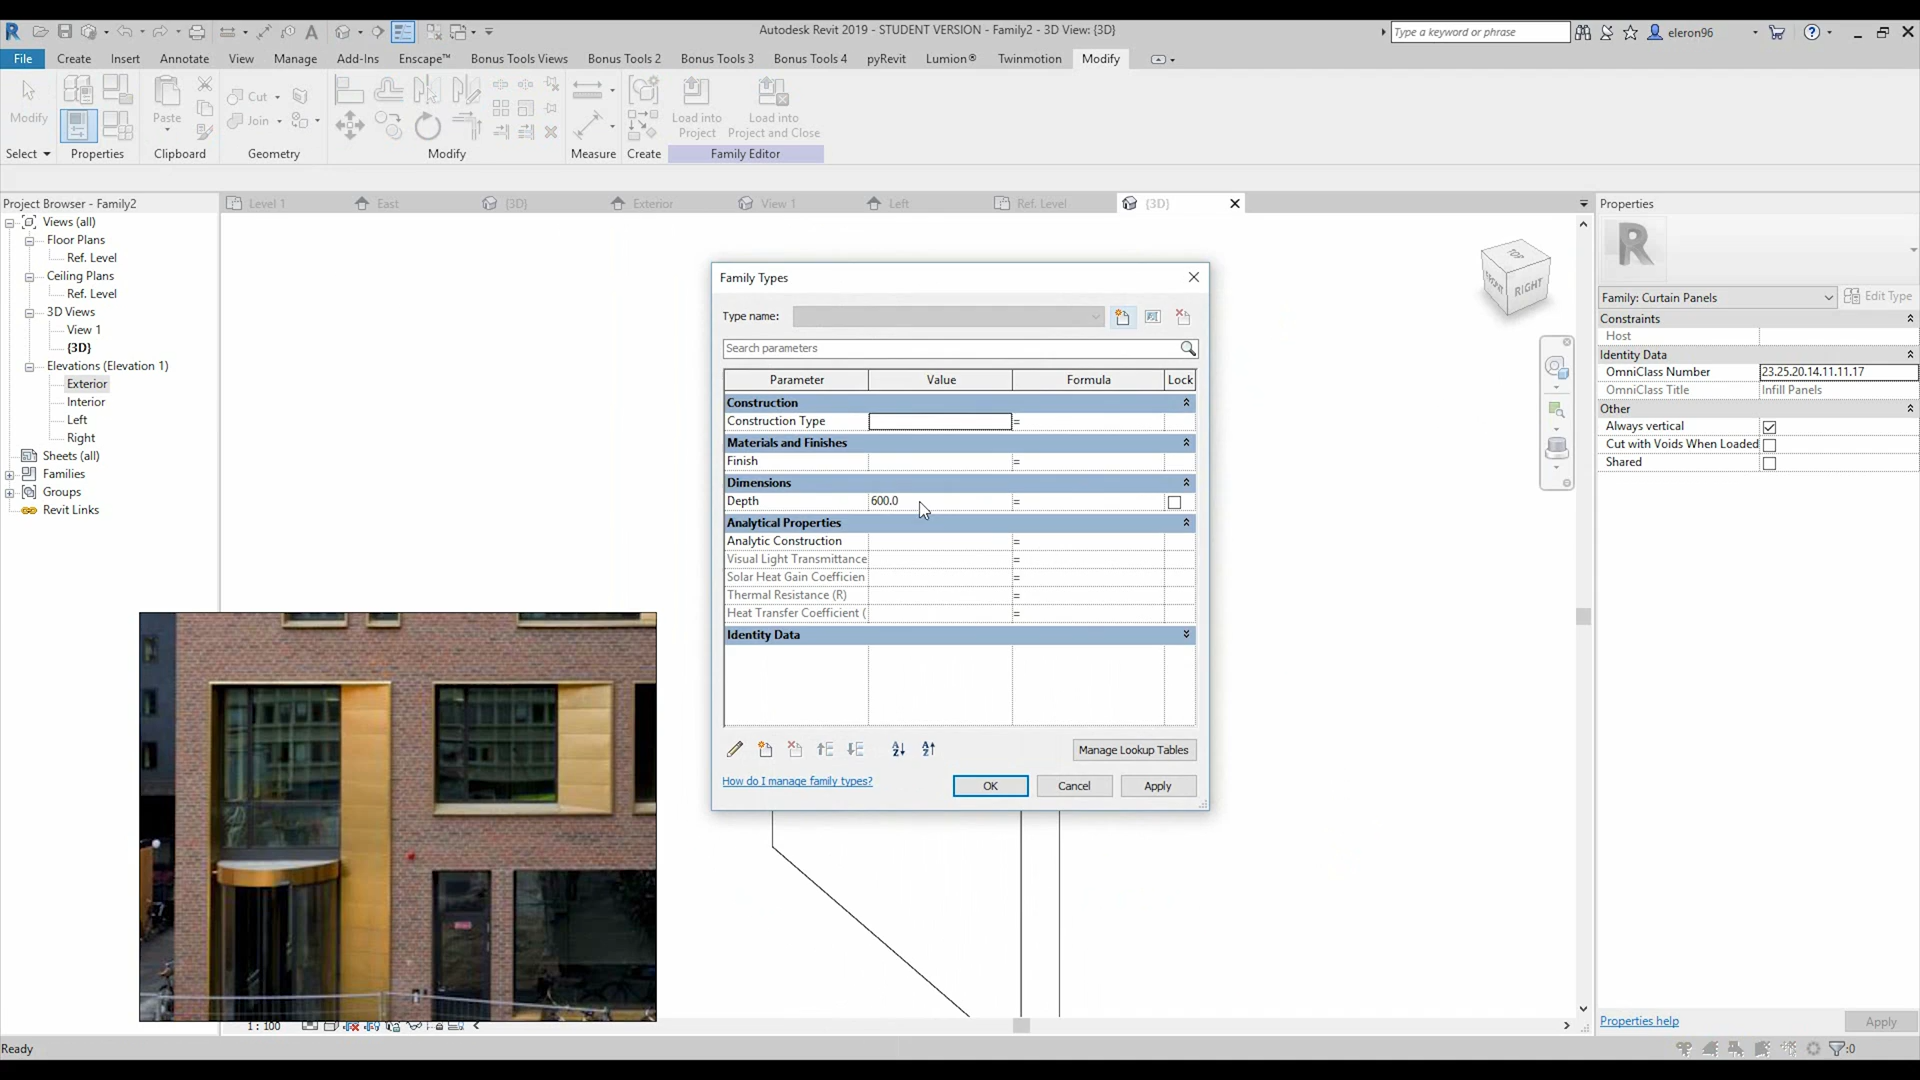 Autodesk Revit 2019 - STUDENT VERSION - Family2 - 3D View: {3D}
Type a keyword or phrase
eleron96
File Create Insert Annotate View Manage Add-Ins Enscape™ Bonus Tools Views Bonus Tools 2 Bonus Tools 3 Bonus Tools 4 pyRevit Lumion® Twinmotion Modify
Modify
Paste
Cut
Join
Load into Project
Load into Project and Close
Select Properties Clipboard Geometry Modify Measure Create Family Editor
Project Browser - Family2
Level 1 East {3D} Exterior View 1 Left Ref. Level {3D}
Properties
Views (all)
Floor Plans
Ref. Level
Ceiling Plans
Ref. Level
3D Views
View 1
{3D}
Elevations (Elevation 1)
Exterior
Interior
Left
Right
Sheets (all)
Families
Groups
Revit Links
TOP
FRONT
RIGHT
Family Types
Type name:
Search parameters
Parameter Value Formula Lock
Construction
Construction Type =
Materials and Finishes
Finish =
Dimensions
Depth 600.0 =
Analytical Properties
Analytic Construction =
Visual Light Transmittance =
Solar Heat Gain Coefficien =
Thermal Resistance (R) =
Heat Transfer Coefficient ( =
Identity Data
Manage Lookup Tables
How do I manage family types?
OK Cancel Apply
Family: Curtain Panels Edit Type
Constraints
Host
Identity Data
OmniClass Number 23.25.20.14.11.11.17
OmniClass Title Infill Panels
Other
Always vertical
Cut with Voids When Loaded
Shared
Properties help Apply
1 : 100
Ready
:0